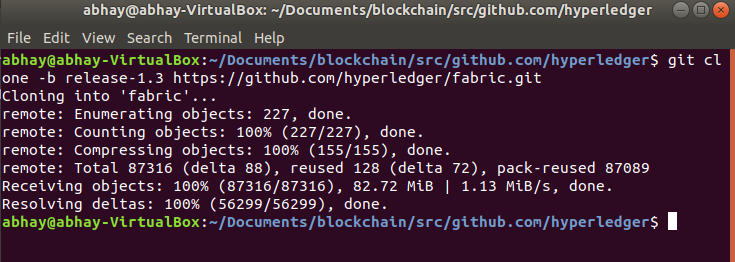 abhay@abhay-VirtualBox: ~/Documents/blockchain/src/github.com/hyperledger
File Edit View Search Terminal Help
abhay@abhay-VirtualBox:~/Documents/blockchain/src/github.com/hyperledger$ git cl
one -b release-1.3 https://github.com/hyperledger/fabric.git
Cloning into 'fabric'...
remote: Enumerating objects: 227, done.
remote: Counting objects: 100% (227/227), done.
remote: Compressing objects: 100% (155/155), done.
remote: Total 87316 (delta 88), reused 128 (delta 72), pack-reused 87089
Receiving objects: 100% (87316/87316), 82.72 MiB | 1.13 MiB/s, done.
Resolving deltas: 100% (56299/56299), done.
abhay@abhay-VirtualBox:~/Documents/blockchain/src/github.com/hyperledger$